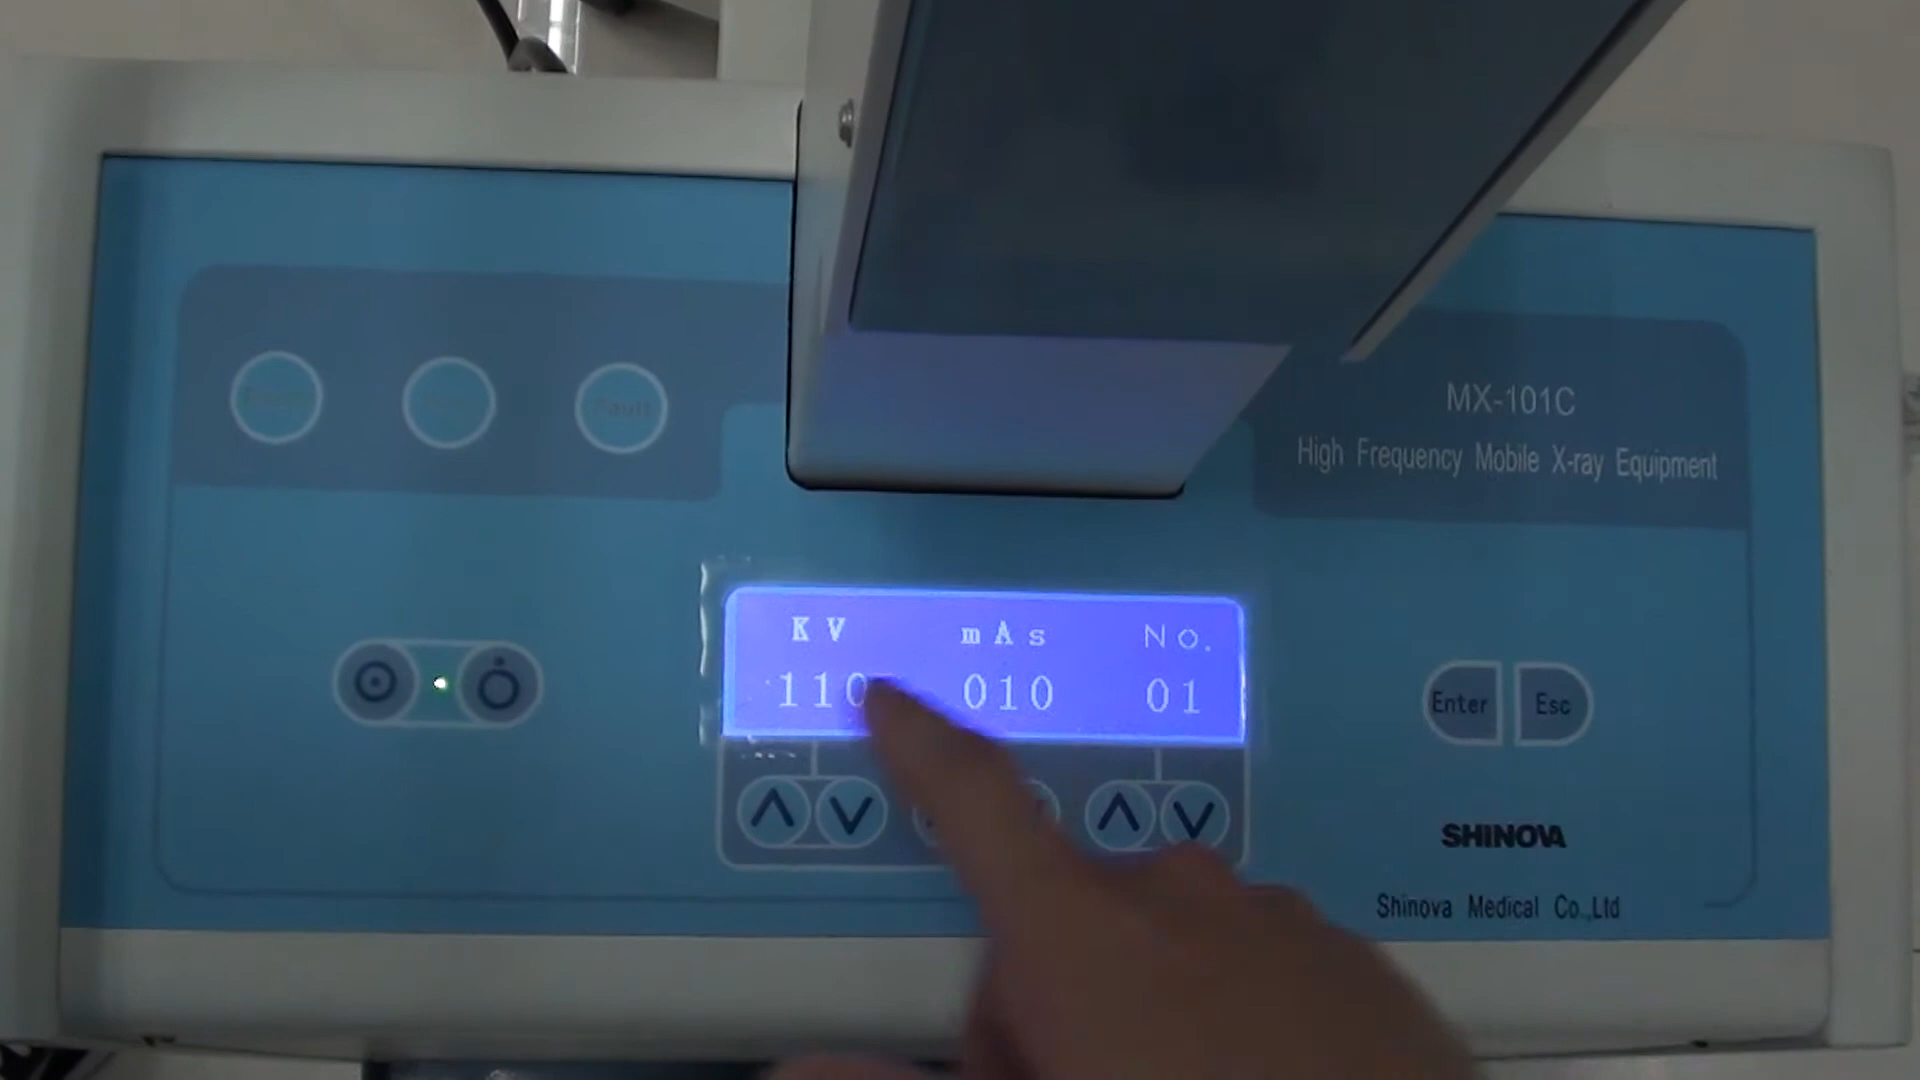 MX-101C
High Frequency Mobile X-ray Equipment
Fault
KV mAs No.
110 010 01
Enter Esc
SHINOVA
Shinova Medical Co.,Ltd